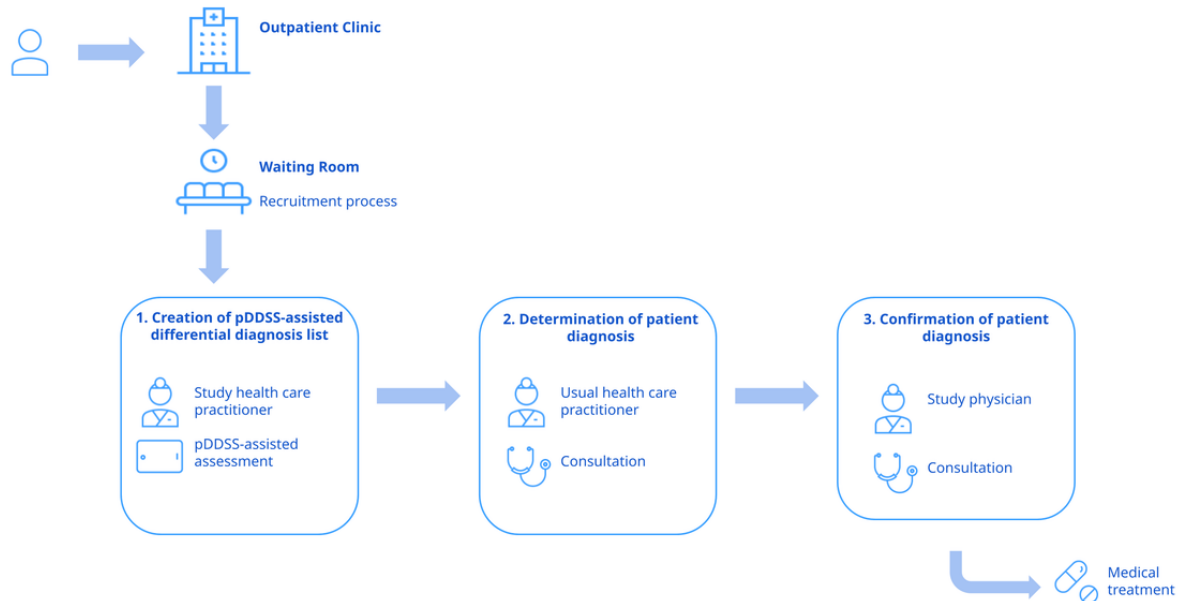 Outpatient Clinic
Waiting Room
Recruitment process
1. Creation of pDDSS-assisted
differential diagnosis list
Study health care
practitioner
pDDSS-assisted
assessment
2. Determination of patient
diagnosis
Usual health care
practitioner
Consultation
3. Confirmation of patient
diagnosis
Study physician
Consultation
Medical
treatment